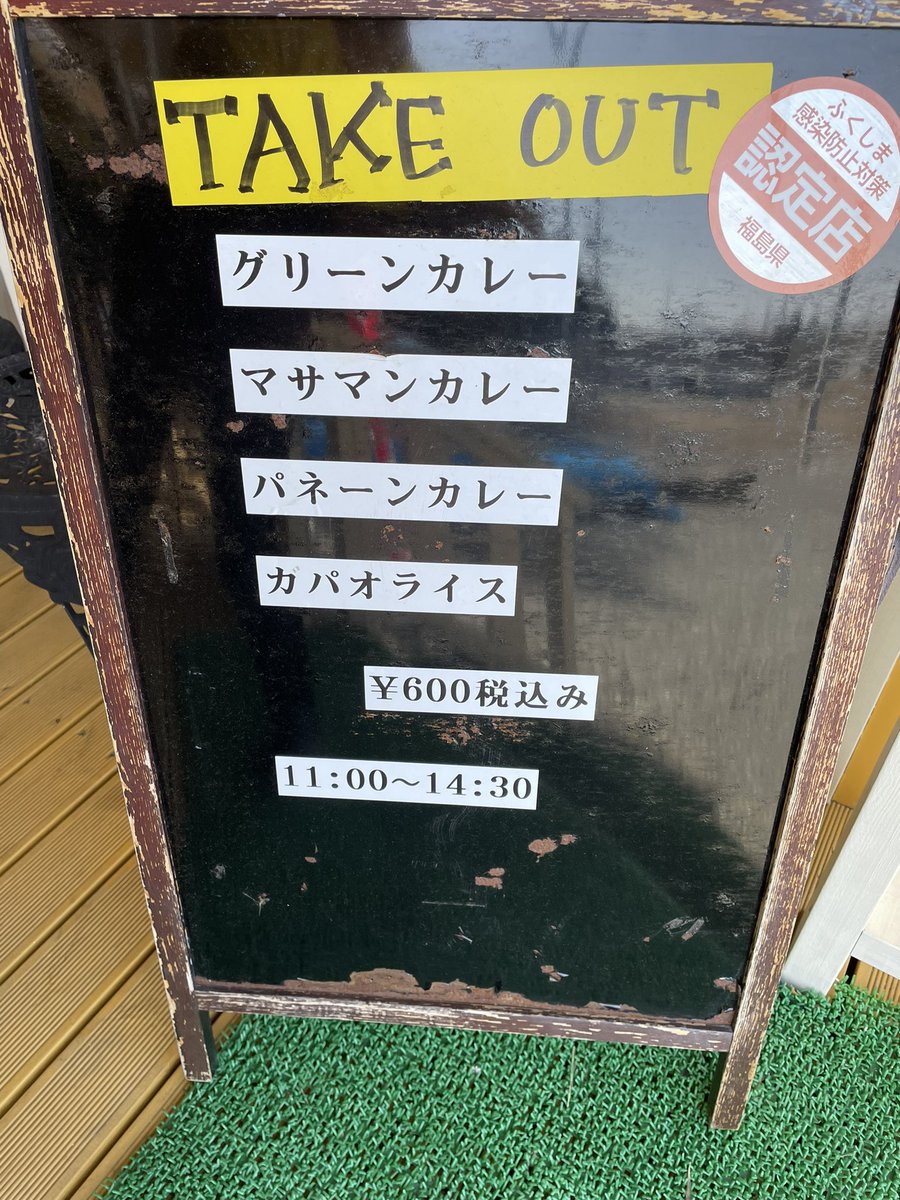 TAKE OUT
ふくしま
感染防止対策
認定店
福島県
グリーンカレー
マサマンカレー
パネーンカレー
ガパオライス
¥600税込み
11:00〜14:30